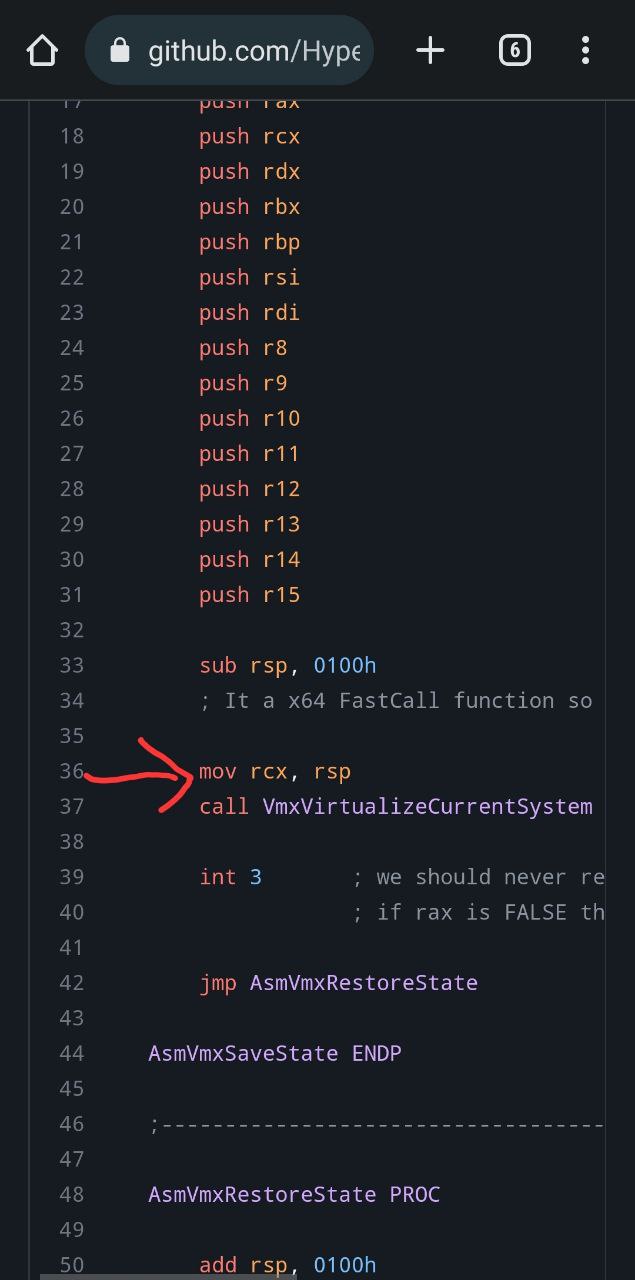 github.com/Hype
6
17 push rax
18 push rcx
19 push rdx
20 push rbx
21 push rbp
22 push rsi
23 push rdi
24 push r8
25 push r9
26 push r10
27 push r11
28 push r12
29 push r13
30 push r14
31 push r15
32
33 sub rsp, 0100h
34 ; It a x64 FastCall function so
35
36 mov rcx, rsp
37 call VmxVirtualizeCurrentSystem
38
39 int 3 ; we should never re
40 ; if rax is FALSE th
41
42 jmp AsmVmxRestoreState
43
44 AsmVmxSaveState ENDP
45
46 ;-----------------------------------
47
48 AsmVmxRestoreState PROC
49
50 add rsp, 0100h